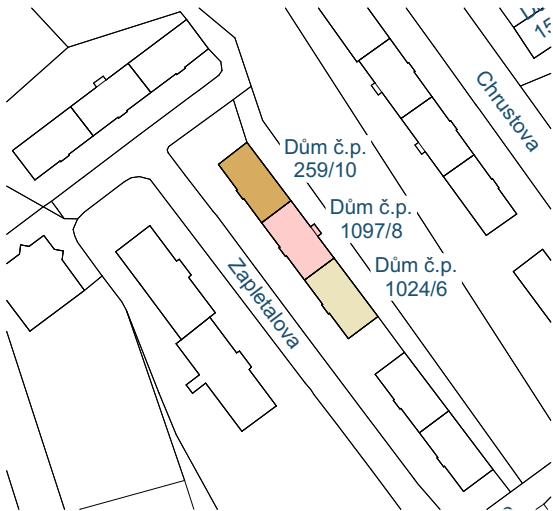 Chrustova
Dům č.p.
259/10
Dům č.p.
1097/8
Dům č.p.
1024/6
Zapletalova